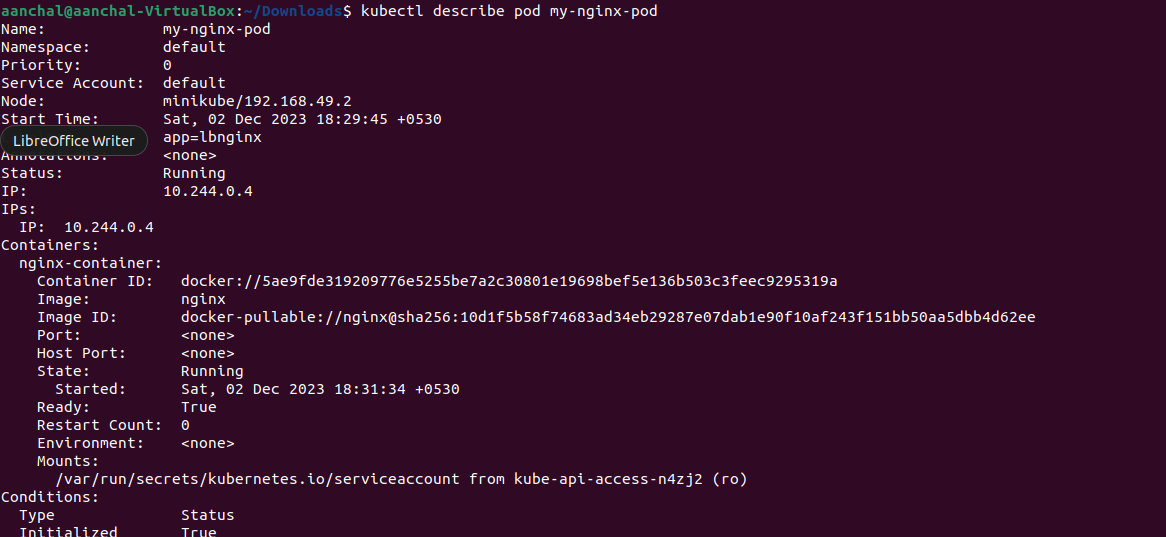 aanchal@aanchal-VirtualBox:~/Downloads$ kubectl describe pod my-nginx-pod
Name:             my-nginx-pod
Namespace:        default
Priority:         0
Service Account:  default
Node:             minikube/192.168.49.2
Start Time:       Sat, 02 Dec 2023 18:29:45 +0530
LibreOffice Writer app=lbnginx
Annotations:      <none>
Status:           Running
IP:               10.244.0.4
IPs:
  IP:  10.244.0.4
Containers:
  nginx-container:
    Container ID:   docker://5ae9fde319209776e5255be7a2c30801e19698bef5e136b503c3feec9295319a
    Image:          nginx
    Image ID:       docker-pullable://nginx@sha256:10d1f5b58f74683ad34eb29287e07dab1e90f10af243f151bb50aa5dbb4d62ee
    Port:           <none>
    Host Port:      <none>
    State:          Running
      Started:      Sat, 02 Dec 2023 18:31:34 +0530
    Ready:          True
    Restart Count:  0
    Environment:    <none>
    Mounts:
      /var/run/secrets/kubernetes.io/serviceaccount from kube-api-access-n4zj2 (ro)
Conditions:
  Type              Status
  Initialized       True